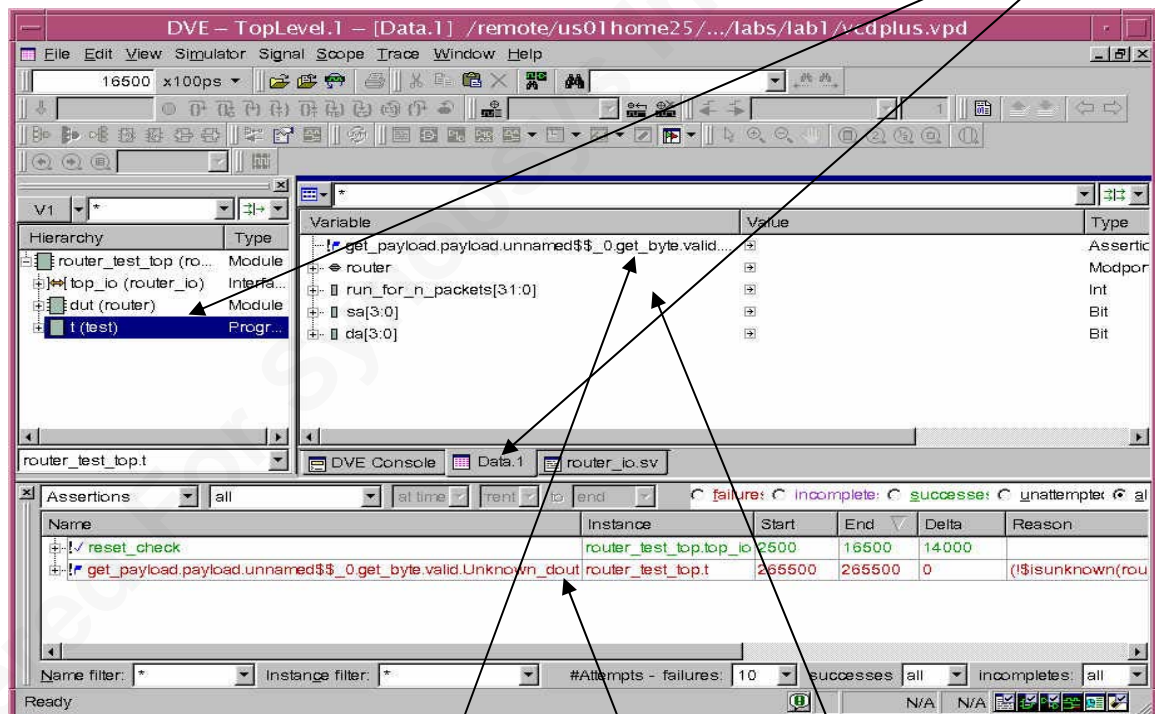 DVE – TopLevel.1 – [Data.1] /remote/us01home25/.../labs/lab1/vcdplus.vpd
File Edit View Simulator Signal Scope Trace Window Help
16500 x100ps
1
V1 *
*
Hierarchy Type
Variable Value Type
router_test_top (ro... Module
top_io (router_io) Interfa...
dut (router) Module
t (test) Progr...
get_payload.payload.unnamed$$_0.get_byte.valid.... Assertic
router Modpor
run_for_n_packets[31:0] Int
sa[3:0] Bit
da[3:0] Bit
router_test_top.t
DVE Console Data.1 router_io.sv
Assertions all at time rrent to end failure: incomplete: successes unattempted al
Name Instance Start End Delta Reason
reset_check router_test_top.top_io 2500 16500 14000
get_payload.payload.unnamed$$_0.get_byte.valid.Unknown_dout router_test_top.t 265500 265500 0 (!$isunknown(rou
Name filter: * Instance filter: * #Attempts - failures: 10 successes all incompletes: all
Ready N/A N/A